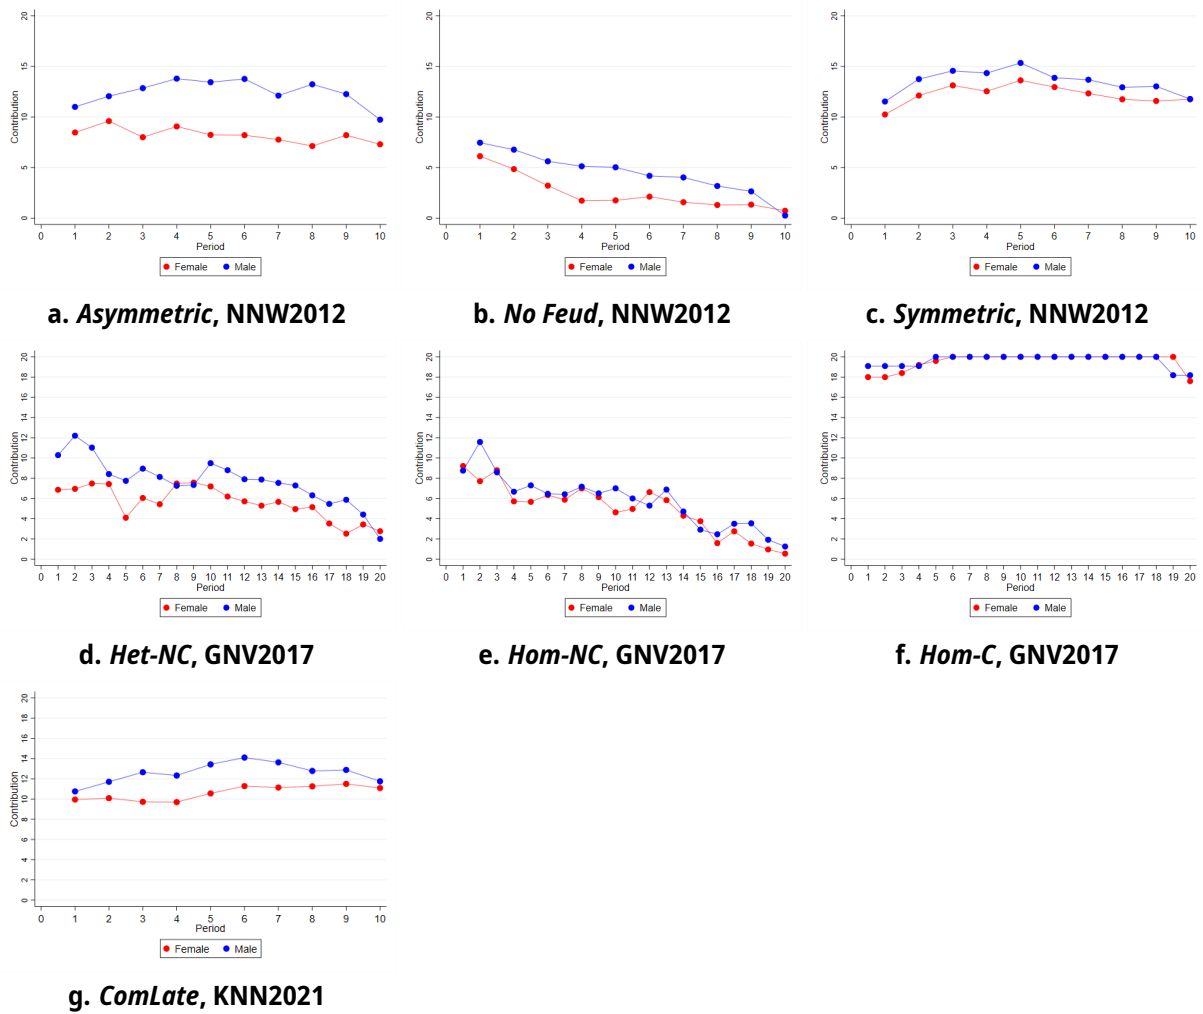 20
15
10
5
0
Contribution
0 1 2 3 4 5 6 7 8 9 10
Period
Female Male
a. Asymmetric, NNW2012
20
15
10
5
0
Contribution
0 1 2 3 4 5 6 7 8 9 10
Period
Female Male
b. No Feud, NNW2012
20
15
10
5
0
Contribution
0 1 2 3 4 5 6 7 8 9 10
Period
Female Male
c. Symmetric, NNW2012
20
18
16
14
12
10
8
6
4
2
0
Contribution
0 1 2 3 4 5 6 7 8 9 10 11 12 13 14 15 16 17 18 19 20
Period
Female Male
d. Het-NC, GNV2017
20
18
16
14
12
10
8
6
4
2
0
Contribution
0 1 2 3 4 5 6 7 8 9 10 11 12 13 14 15 16 17 18 19 20
Period
Female Male
e. Hom-NC, GNV2017
20
18
16
14
12
10
8
6
4
2
0
Contribution
0 1 2 3 4 5 6 7 8 9 10 11 12 13 14 15 16 17 18 19 20
Period
Female Male
f. Hom-C, GNV2017
20
18
16
14
12
10
8
6
4
2
0
Contribution
0 1 2 3 4 5 6 7 8 9 10
Period
Female Male
g. ComLate, KNN2021